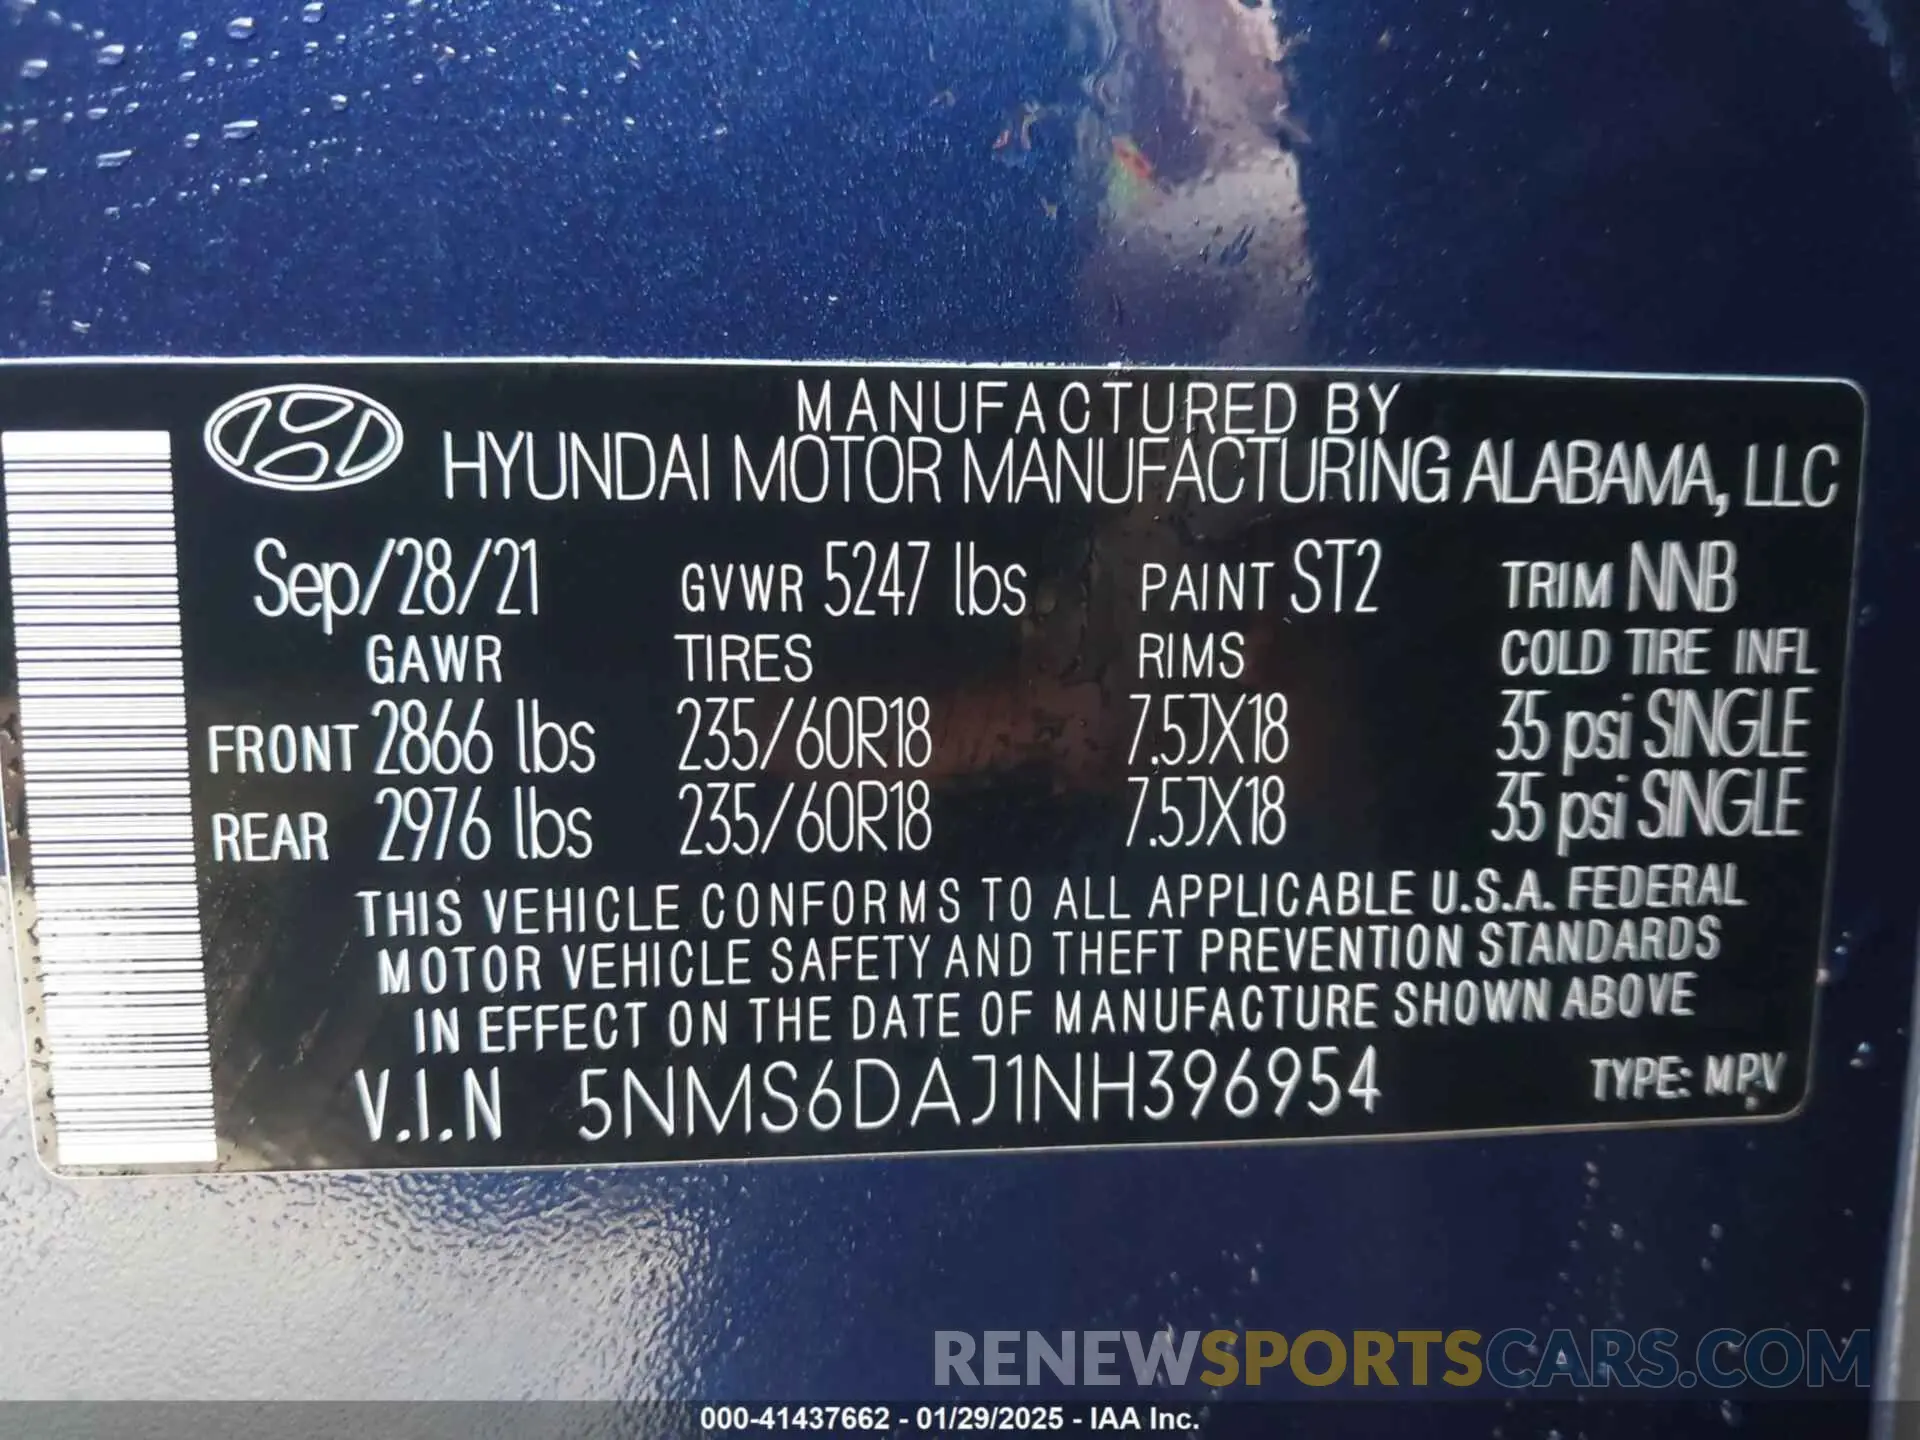 MANUFACTURED BY
HYUNDAI MOTOR MANUFACTURING ALABAMA, LLC
Sep/28/21 GVWR 5247 lbs PAINT ST2 TRIM NNB
GAWR TIRES RIMS COLD TIRE INFL
FRONT 2866 lbs 235/60R18 7.5JX18 35 psi SINGLE
REAR 2976 lbs 235/60R18 7.5JX18 35 psi SINGLE
THIS VEHICLE CONFORMS TO ALL APPLICABLE U.S.A. FEDERAL
MOTOR VEHICLE SAFETY AND THEFT PREVENTION STANDARDS
IN EFFECT ON THE DATE OF MANUFACTURE SHOWN ABOVE
V.I.N 5NMS6DAJ1NH396954 TYPE: MPV
RENEWSPORTSCARS.COM
000-41437662 - 01/29/2025 - IAA Inc.